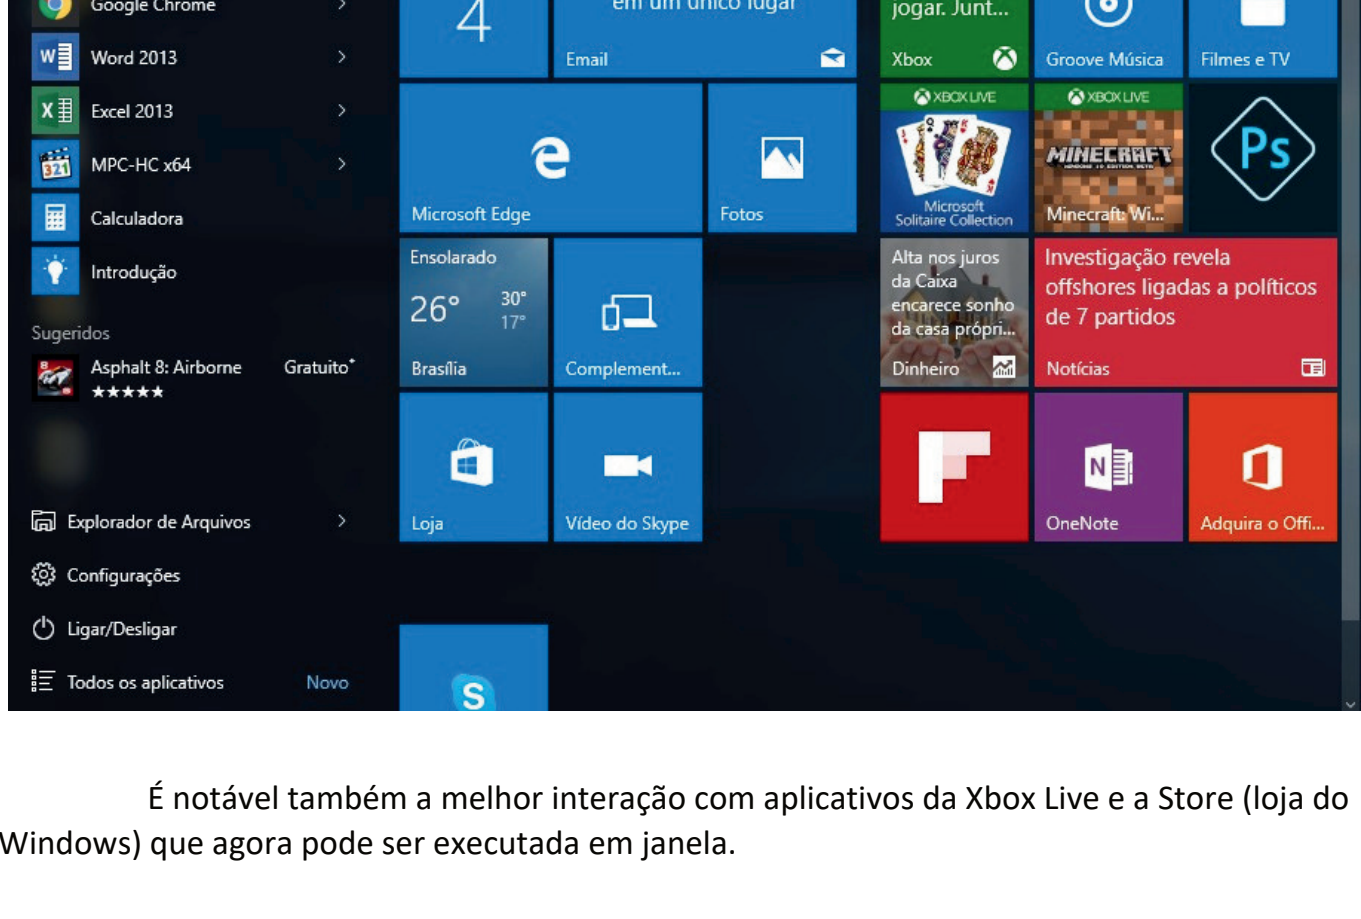 Google Chrome
Word 2013
Excel 2013
MPC-HC x64
Calculadora
Introdução
Sugeridos
Asphalt 8: Airborne Gratuito*
Explorador de Arquivos
Configurações
Ligar/Desligar
Todos os aplicativos Novo
4
em um único lugar
Email
Microsoft Edge
Fotos
Ensolarado
26° 30°
17°
Brasília
Complement...
Loja
Vídeo do Skype
S
jogar. Junt...
Xbox
Groove Música
Filmes e TV
XBOX LIVE
Microsoft
Solitaire Collection
XBOX LIVE
MINECRAFT
Minecraft: Wi...
Ps
Alta nos juros
da Caixa
encarece sonho
da casa própri...
Dinheiro
Investigação revela
offshores ligadas a políticos
de 7 partidos
Notícias
N
OneNote
Adquira o Offi...
É notável também a melhor interação com aplicativos da Xbox Live e a Store (loja do
Windows) que agora pode ser executada em janela.